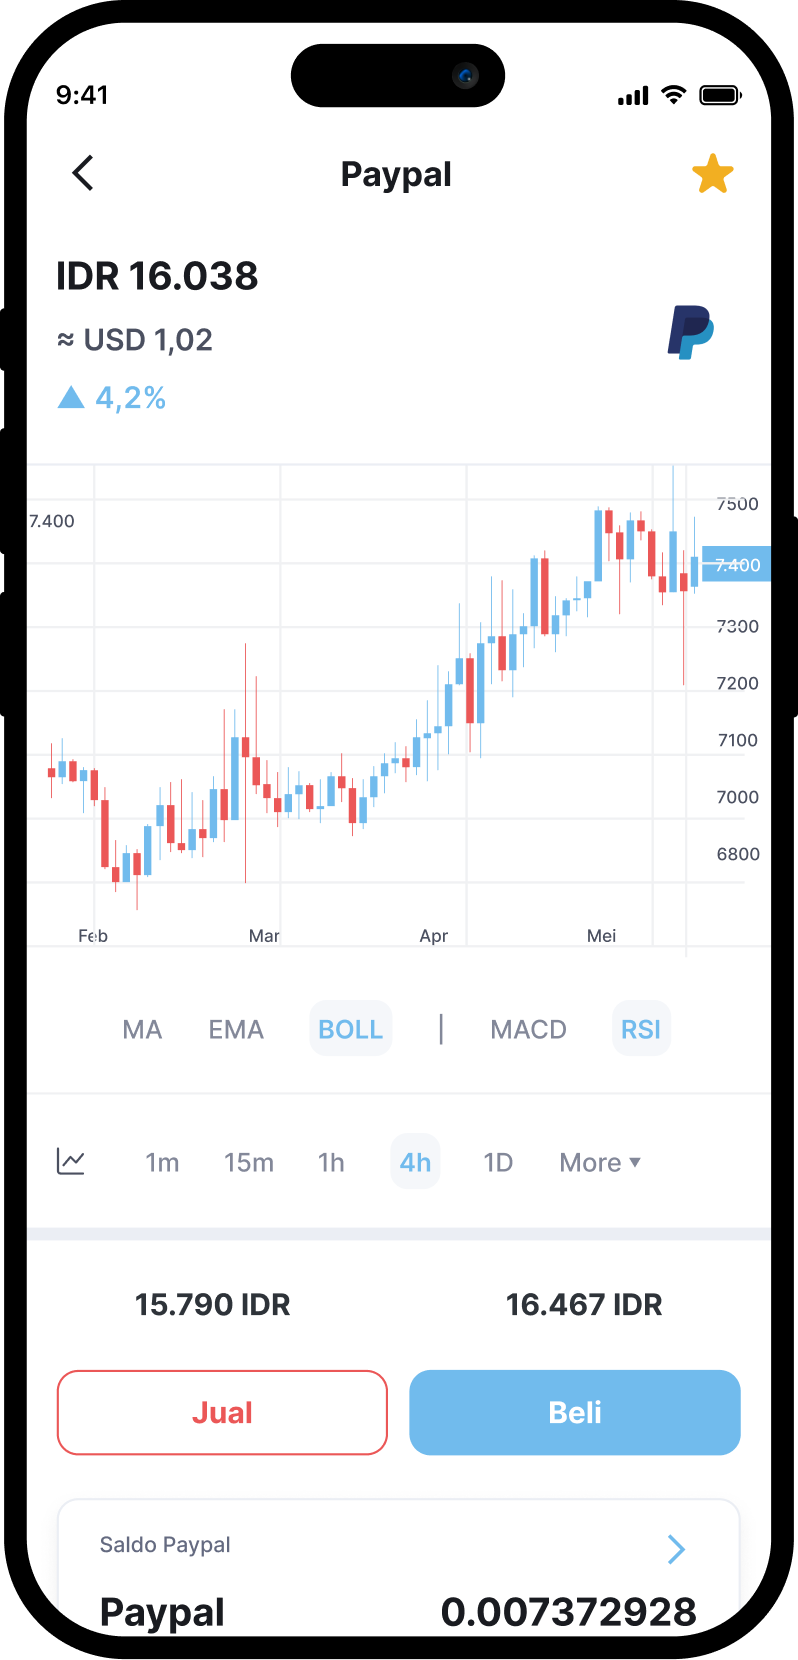 9:41
Paypal
IDR 16.038
≈ USD 1,02
▲ 4,2%
7500
7.400
7.400
7300
7200
7100
7000
6800
Feb Mar Apr Mei
MA EMA BOLL | MACD RSI
1m 15m 1h 4h 1D More ▼
15.790 IDR 16.467 IDR
Jual Beli
Saldo Paypal
Paypal 0.007372928